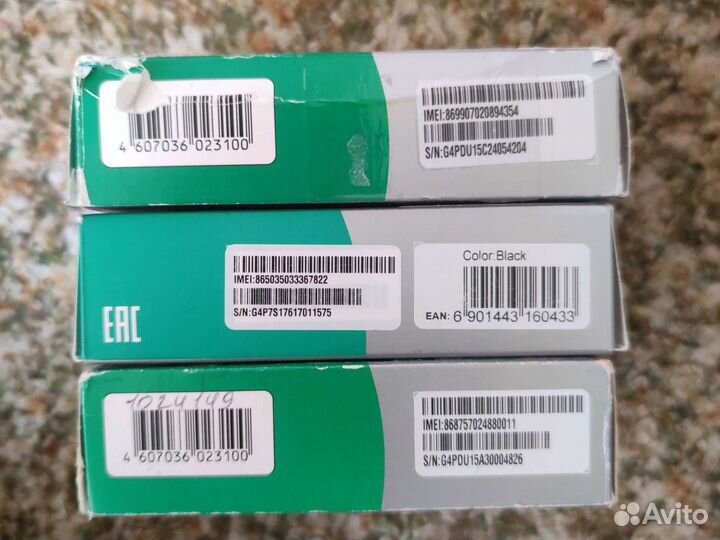 4 607036 023100
IMEI:869907020894354
S/N:G4PDU15C24054204
EAC
IMEI:865035033367822
S/N:G4P7S17617011575
Color:Black
EAN: 6 901443 160433
1024149
4 607036 023100
IMEI:868757024880011
S/N:G4PDU15A30004826
Avito